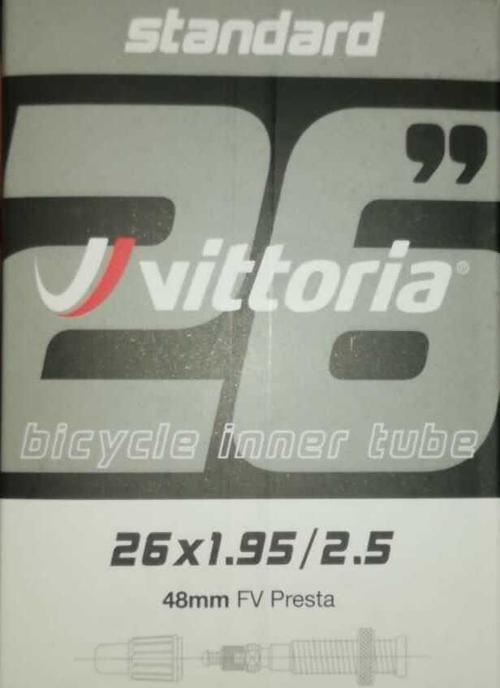 standard
26”
vittoria®
bicycle inner tube
26x1.95/2.5
48mm FV Presta